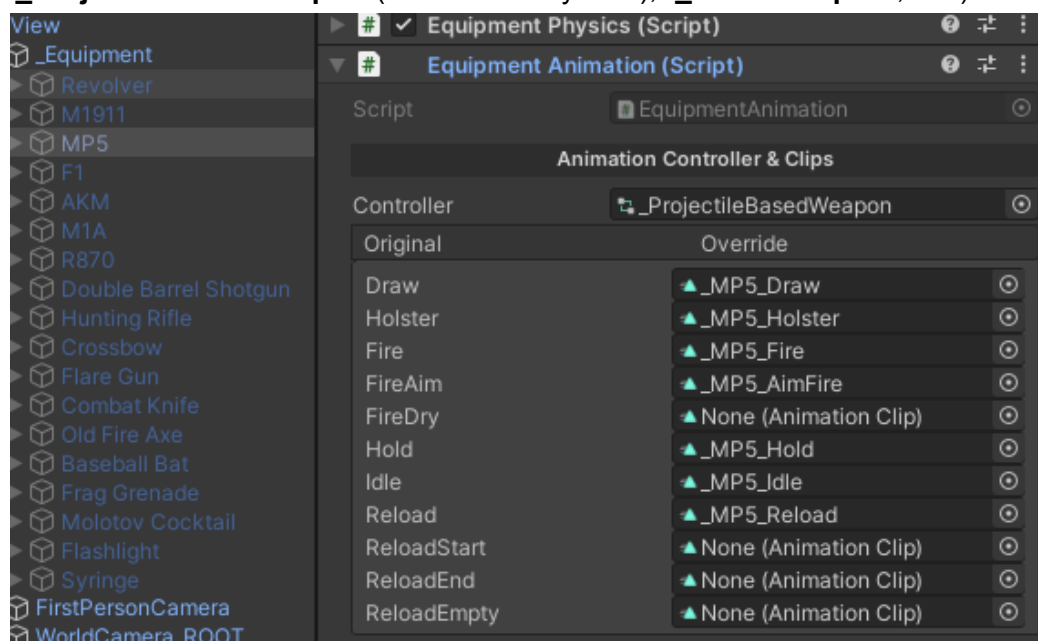 View
_Equipment
Revolver
M1911
MP5
F1
AKM
M1A
R870
Double Barrel Shotgun
Hunting Rifle
Crossbow
Flare Gun
Combat Knife
Old Fire Axe
Baseball Bat
Frag Grenade
Molotov Cocktail
Flashlight
Syringe
FirstPersonCamera
WorldCamera_ROOT
# Equipment Physics (Script)
# Equipment Animation (Script)
Script EquipmentAnimation
Animation Controller & Clips
Controller _ProjectileBasedWeapon
Original Override
Draw _MP5_Draw
Holster _MP5_Holster
Fire _MP5_Fire
FireAim _MP5_AimFire
FireDry None (Animation Clip)
Hold _MP5_Hold
Idle _MP5_Idle
Reload _MP5_Reload
ReloadStart None (Animation Clip)
ReloadEnd None (Animation Clip)
ReloadEmpty None (Animation Clip)